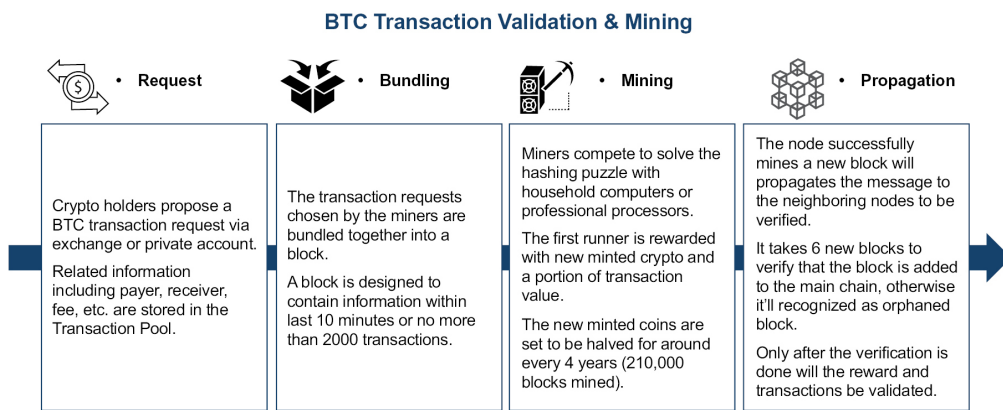 BTC Transaction Validation & Mining
• Request
Crypto holders propose a
BTC transaction request via
exchange or private account.
Related information
including payer, receiver,
fee, etc. are stored in the
Transaction Pool.
• Bundling
The transaction requests
chosen by the miners are
bundled together into a
block.
A block is designed to
contain information within
last 10 minutes or no more
than 2000 transactions.
• Mining
Miners compete to solve the
hashing puzzle with
household computers or
professional processors.
The first runner is rewarded
with new minted crypto and
a portion of transaction
value.
The new minted coins are
set to be halved for around
every 4 years (210,000
blocks mined).
• Propagation
The node successfully
mines a new block will
propagates the message to
the neighboring nodes to be
verified.
It takes 6 new blocks to
verify that the block is added
to the main chain, otherwise
it’ll recognized as orphaned
block.
Only after the verification is
done will the reward and
transactions be validated.